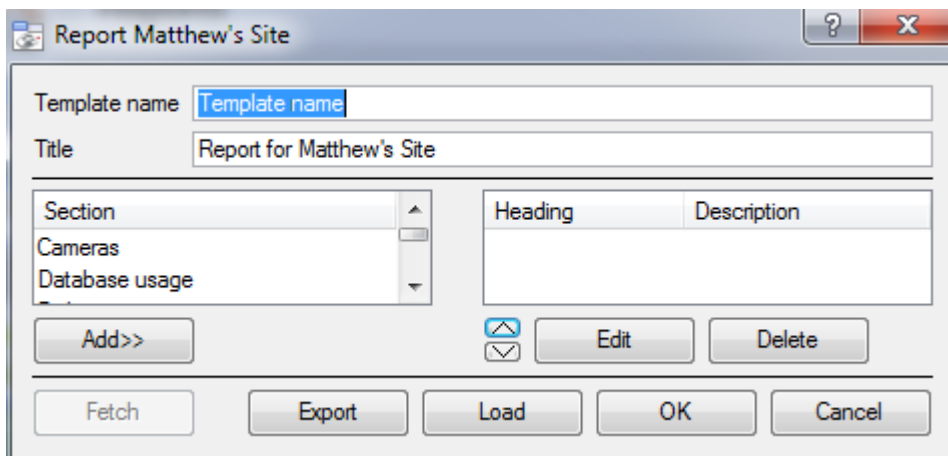 Report Matthew's Site
?
X
Template name Template name
Title Report for Matthew's Site
Section
Cameras
Database usage
Heading Description
Add>> Edit Delete
Fetch Export Load OK Cancel